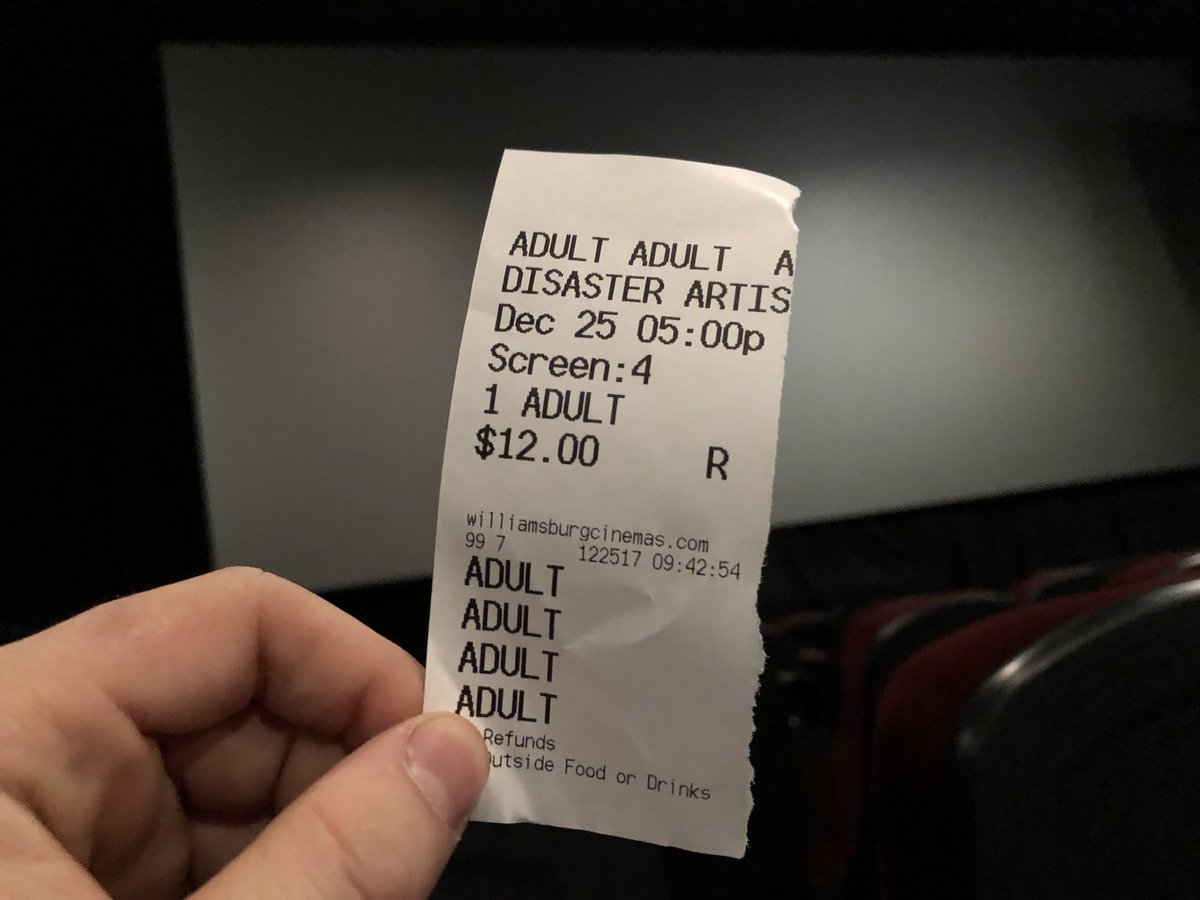 ADULT ADULT A
DISASTER ARTIS
Dec 25 05:00p
Screen:4
1 ADULT
$12.00 R
williamsburgcinemas.com
99 7 122517 09:42:54
ADULT
ADULT
ADULT
ADULT
Refunds
utside Food or Drinks